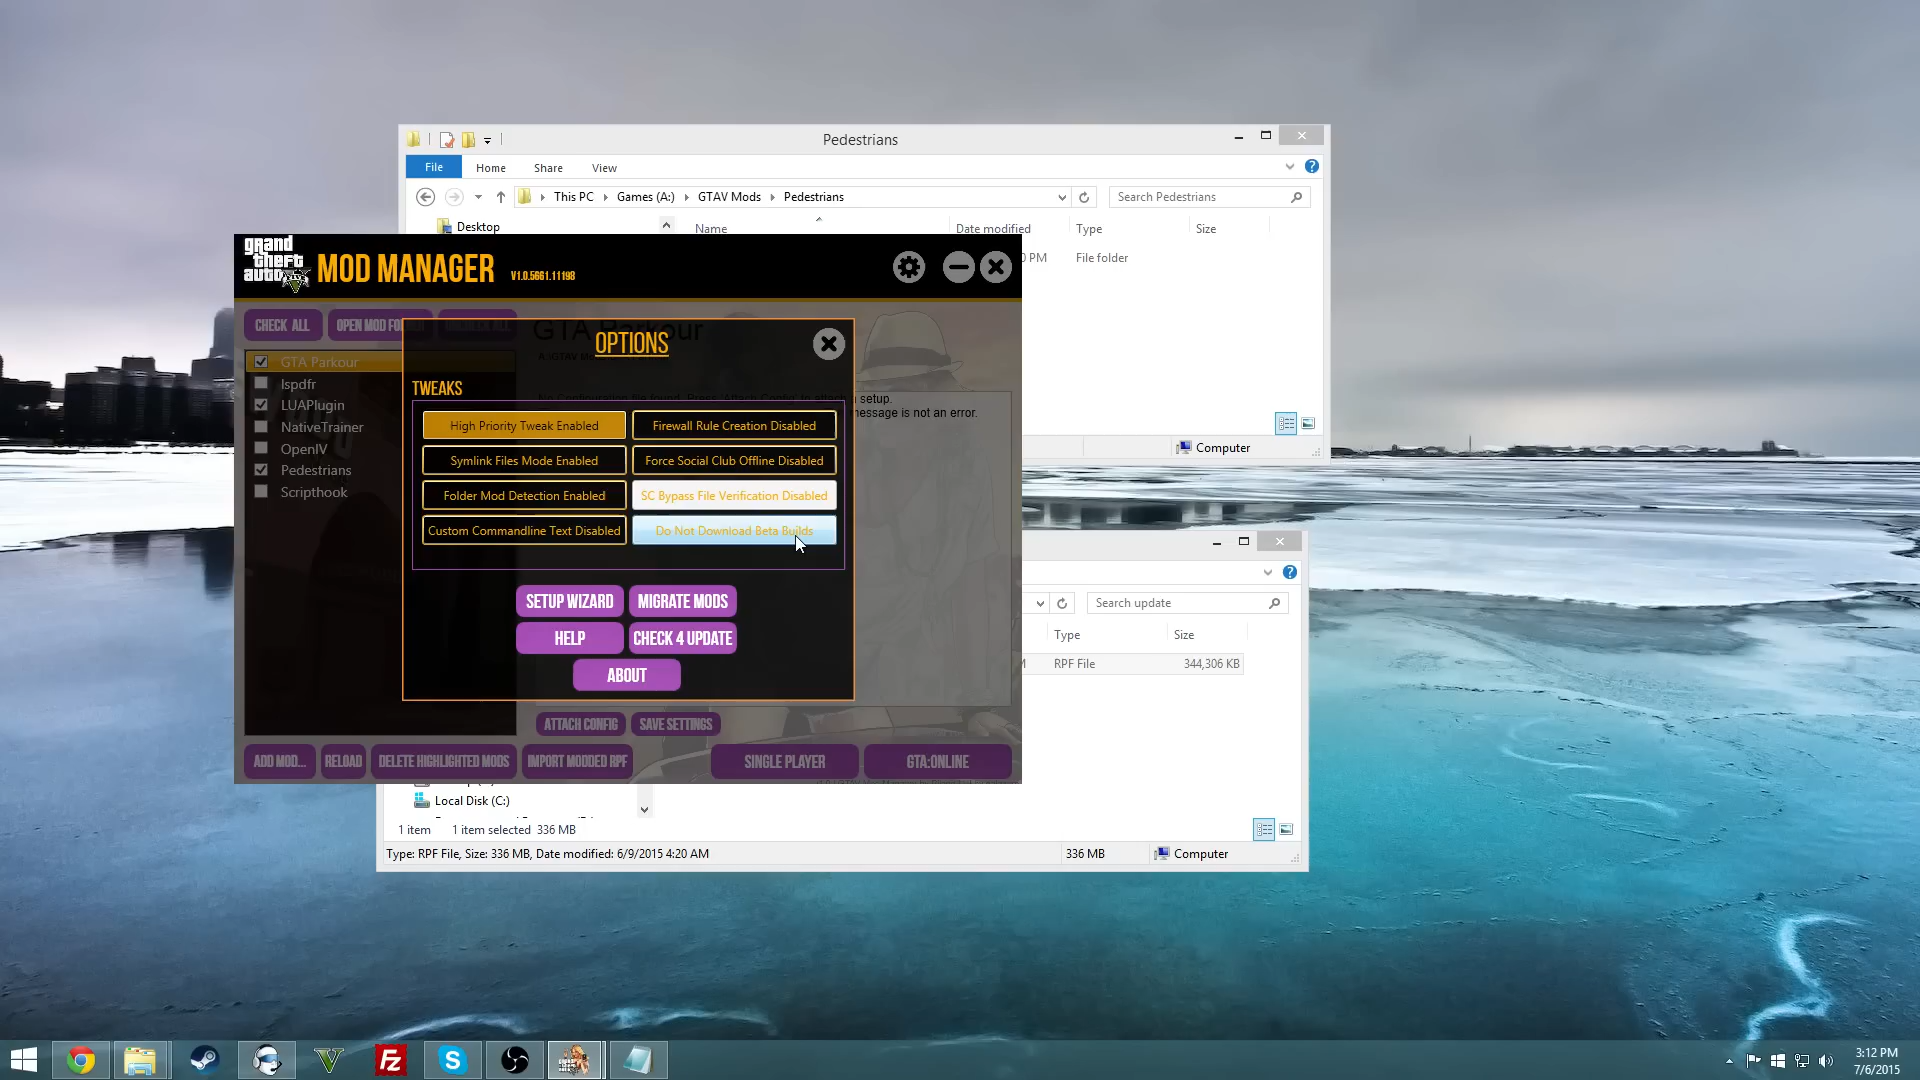 Pedestrians
File
Home
Share
View
This PC
Games (A:)
GTAV Mods
Pedestrians
Search Pedestrians
Desktop
Name
Date modified
Type
Size
0 PM
File folder
grand
theft
auto
MOD MANAGER
V1.0.5661.11198
CHECK ALL
OPEN MOD FO
GTA Parkour
OPTIONS
GTA Parkour
lspdfr
LUAPlugin
NativeTrainer
OpenIV
Pedestrians
Scripthook
TWEAKS
a setup.
message is not an error.
High Priority Tweak Enabled
Firewall Rule Creation Disabled
Symlink Files Mode Enabled
Force Social Club Offline Disabled
Folder Mod Detection Enabled
SC Bypass File Verification Disabled
Custom Commandline Text Disabled
Do Not Download Beta Builds
SETUP WIZARD
MIGRATE MODS
HELP
CHECK 4 UPDATE
ABOUT
ATTACH CONFIG
SAVE SETTINGS
ADD MOD...
RELOAD
DELETE HIGHLIGHTED MODS
IMPORT MODDED RPF
SINGLE PLAYER
GTA:ONLINE
Computer
Search update
Type
Size
RPF File
344,306 KB
Local Disk (C:)
1 item
1 item selected 336 MB
Type: RPF File, Size: 336 MB, Date modified: 6/9/2015 4:20 AM
336 MB
Computer
3:12 PM
7/6/2015